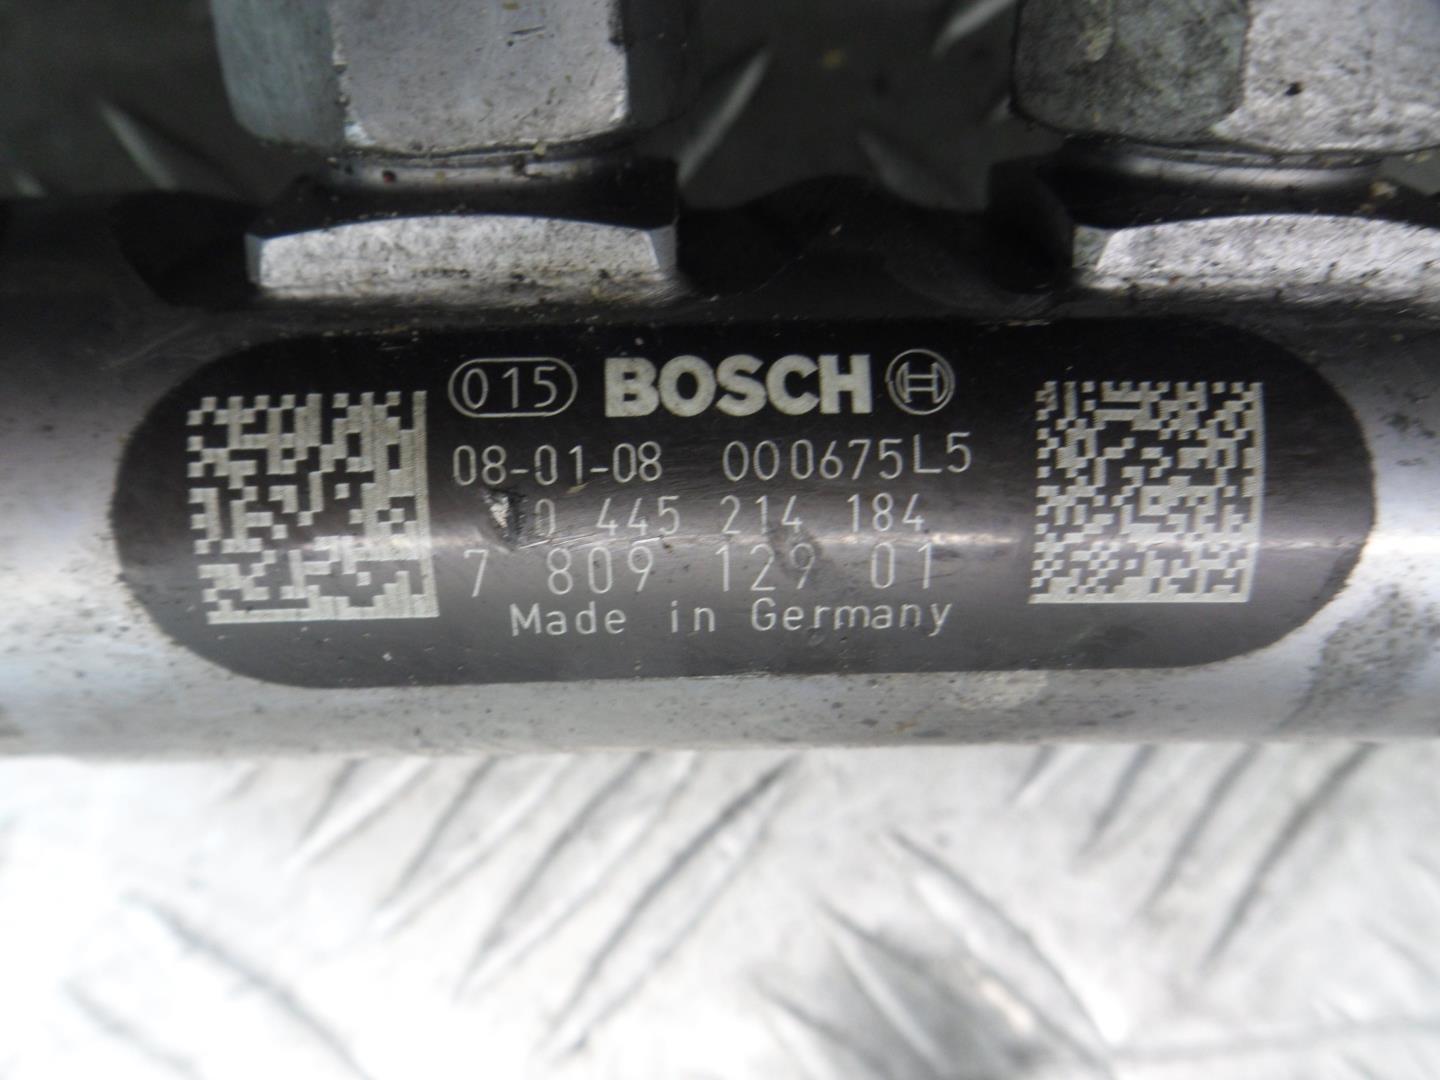 015 BOSCH
08-01-08 000675L5
0 445 214 184
7 809 129 01
Made in Germany